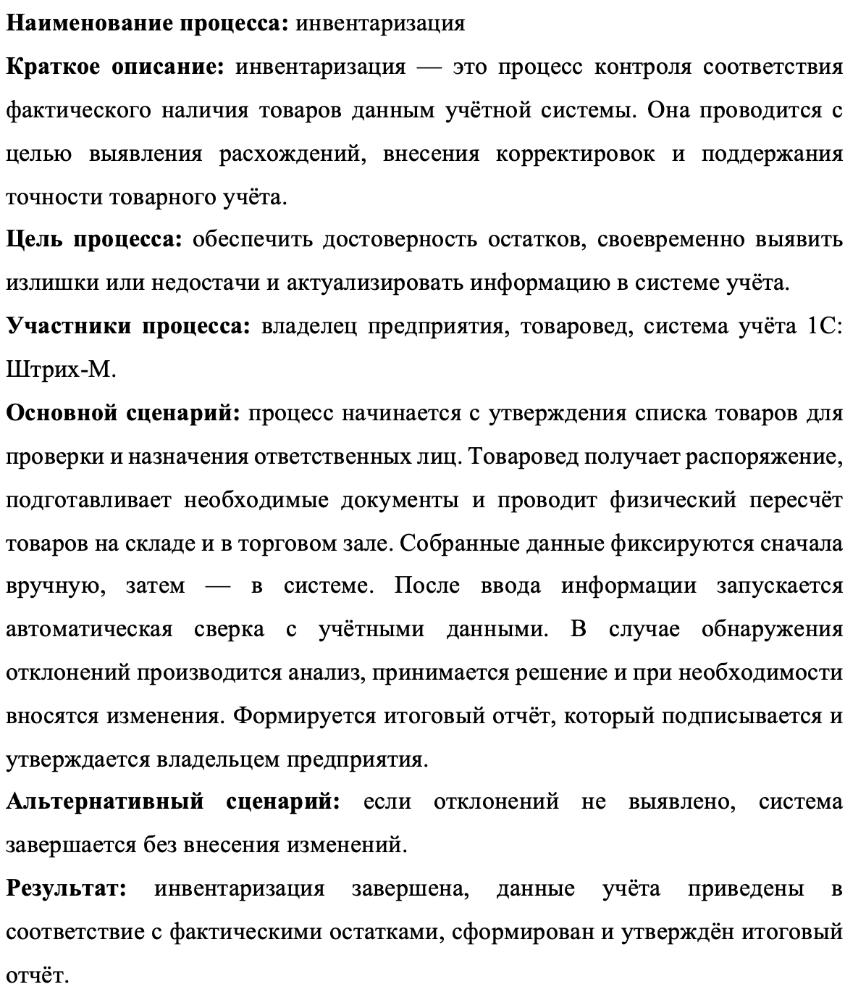 Наименование процесса: инвентаризация
Краткое описание: инвентаризация — это процесс контроля соответствия
фактического наличия товаров данным учётной системы. Она проводится с
целью выявления расхождений, внесения корректировок и поддержания
точности товарного учёта.
Цель процесса: обеспечить достоверность остатков, своевременно выявить
излишки или недостачи и актуализировать информацию в системе учёта.
Участники процесса: владелец предприятия, товаровед, система учёта 1С:
Штрих-М.
Основной сценарий: процесс начинается с утверждения списка товаров для
проверки и назначения ответственных лиц. Товаровед получает распоряжение,
подготавливает необходимые документы и проводит физический пересчёт
товаров на складе и в торговом зале. Собранные данные фиксируются сначала
вручную, затем — в системе. После ввода информации запускается
автоматическая сверка с учётными данными. В случае обнаружения
отклонений производится анализ, принимается решение и при необходимости
вносятся изменения. Формируется итоговый отчёт, который подписывается и
утверждается владельцем предприятия.
Альтернативный сценарий: если отклонений не выявлено, система
завершается без внесения изменений.
Результат: инвентаризация завершена, данные учёта приведены в
соответствие с фактическими остатками, сформирован и утверждён итоговый
отчёт.